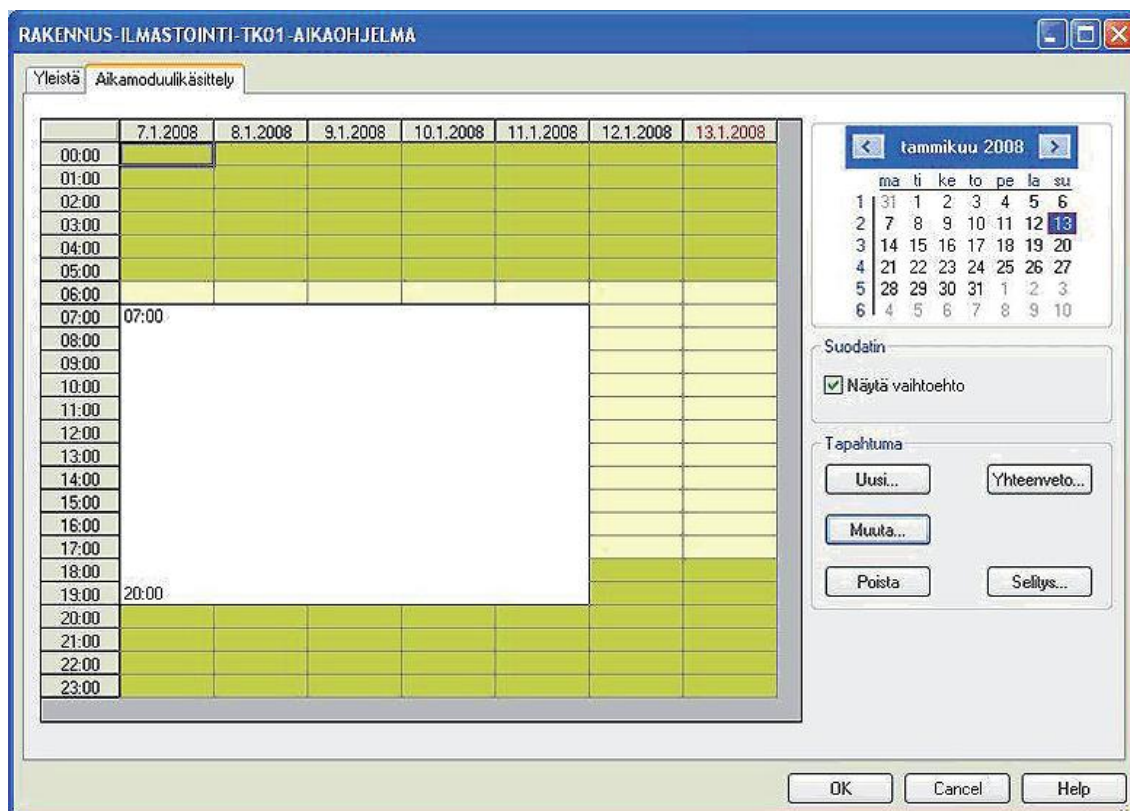 RAKENNUS-ILMASTOINTI-TK01-AIKAOHJELMA
Yleistä Aikamoduulikäsittely
7.1.2008 8.1.2008 9.1.2008 10.1.2008 11.1.2008 12.1.2008 13.1.2008
00:00
01:00
02:00
03:00
04:00
05:00
06:00
07:00 07:00
08:00
09:00
10:00
11:00
12:00
13:00
14:00
15:00
16:00
17:00
18:00
19:00 20:00
20:00
21:00
22:00
23:00
tammikuu 2008
ma ti ke to pe la su
1 31 1 2 3 4 5 6
2 7 8 9 10 11 12 13
3 14 15 16 17 18 19 20
4 21 22 23 24 25 26 27
5 28 29 30 31 1 2 3
6 4 5 6 7 8 9 10
Suodatin
Näytä vaihtoehto
Tapahtuma
Uusi... Yhteenveto...
Muuta...
Poista Selitys...
OK Cancel Help